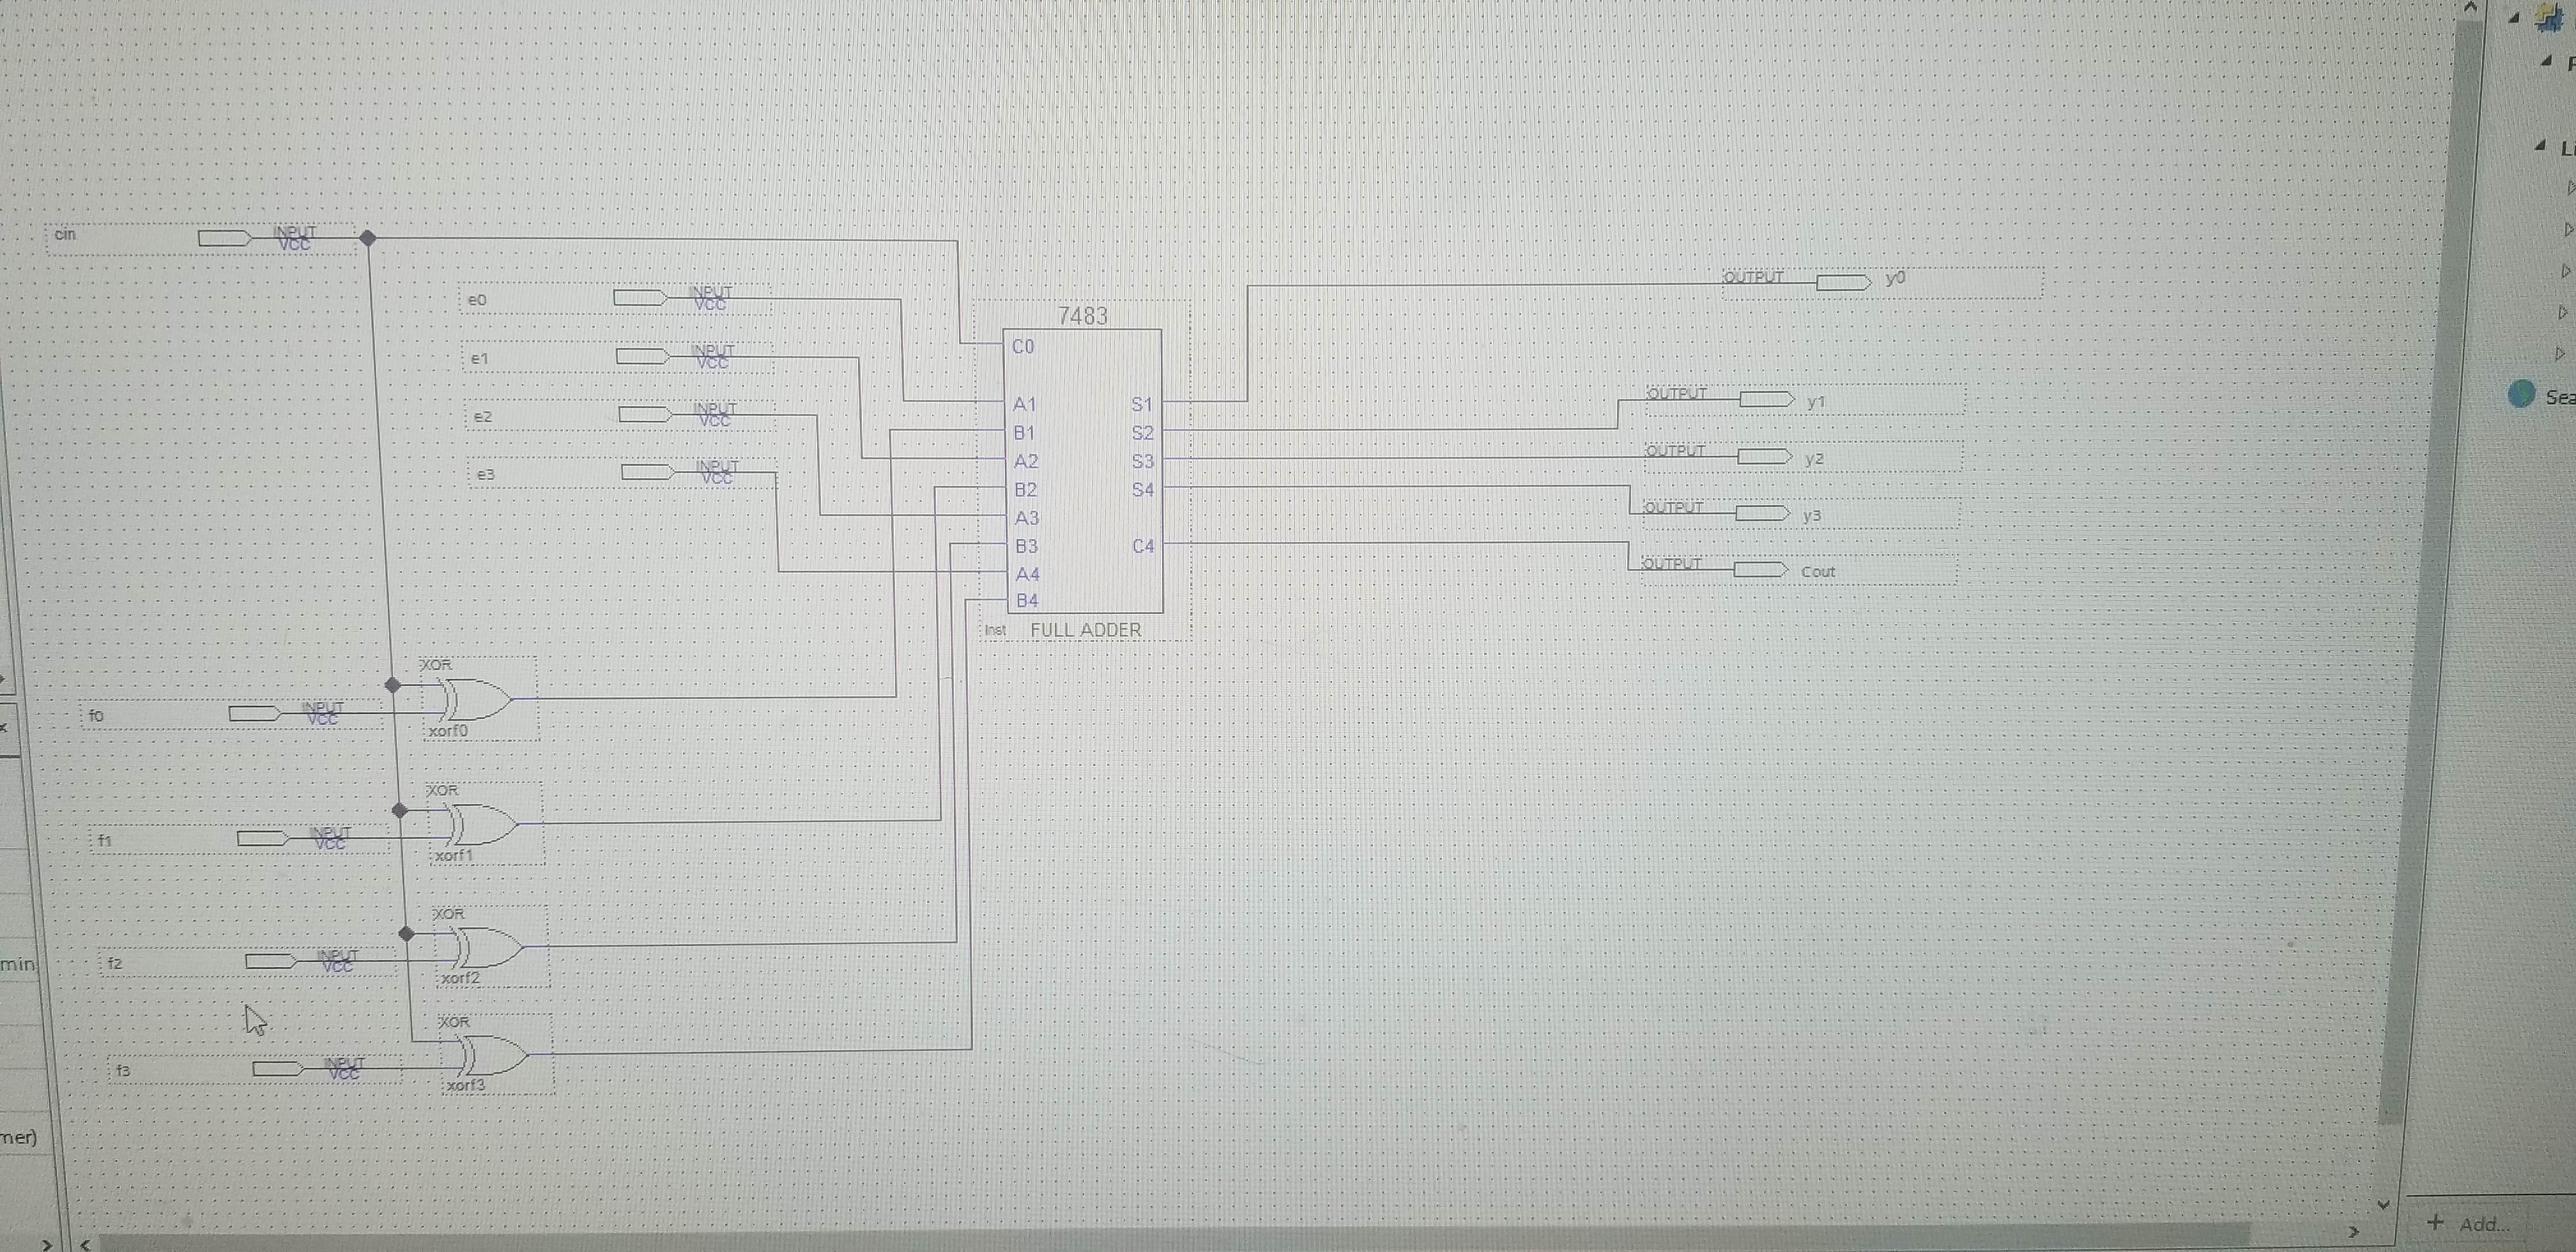 cin INPUT VCC
e0 INPUT VCC
OUTPUT y0
7483
C0
e1 INPUT VCC
e2 INPUT VCC
A1 S1
OUTPUT y1
B1 S2
A2 S3
OUTPUT y2
e3 INPUT VCC
B2 S4
A3
OUTPUT y3
B3 C4
A4
OUTPUT Cout
B4
inst FULL ADDER
XOR
f0 INPUT VCC
xorf0
XOR
f1 INPUT VCC
xorf1
XOR
f2 INPUT VCC
xorf2
XOR
f3 INPUT VCC
xorf3
min
mer)
Li
Sea
+ Add...